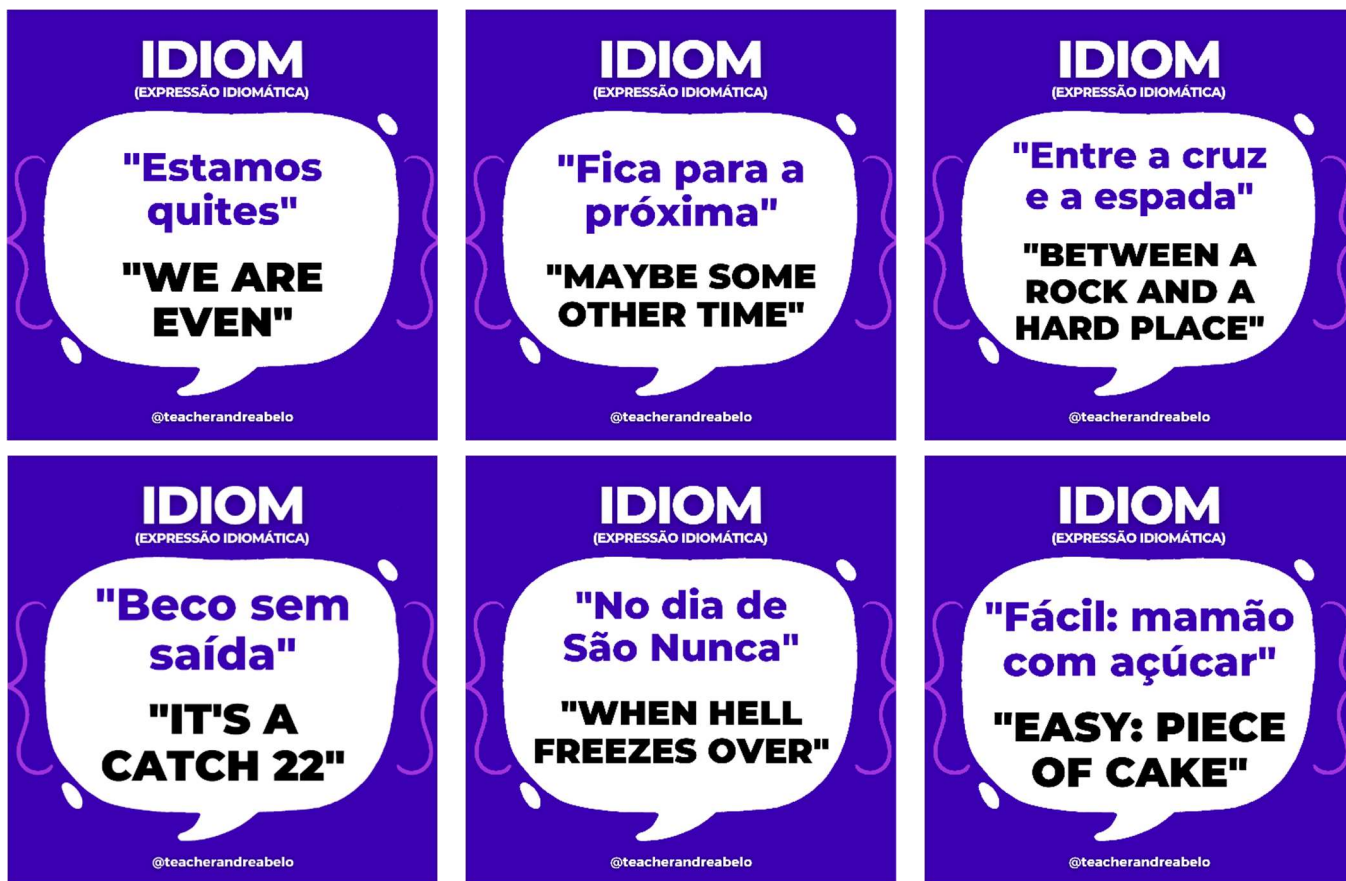 IDIOM
(EXPRESSÃO IDIOMÁTICA)
"Estamos
quites"
"WE ARE
EVEN"
@teacherandreabelo
IDIOM
(EXPRESSÃO IDIOMÁTICA)
"Fica para a
próxima"
"MAYBE SOME
OTHER TIME"
@teacherandreabelo
IDIOM
(EXPRESSÃO IDIOMÁTICA)
"Entre a cruz
e a espada"
"BETWEEN A
ROCK AND A
HARD PLACE"
@teacherandreabelo
IDIOM
(EXPRESSÃO IDIOMÁTICA)
"Beco sem
saída"
"IT'S A
CATCH 22"
@teacherandreabelo
IDIOM
(EXPRESSÃO IDIOMÁTICA)
"No dia de
São Nunca"
"WHEN HELL
FREEZES OVER"
@teacherandreabelo
IDIOM
(EXPRESSÃO IDIOMÁTICA)
"Fácil: mamão
com açúcar"
"EASY: PIECE
OF CAKE"
@teacherandreabelo